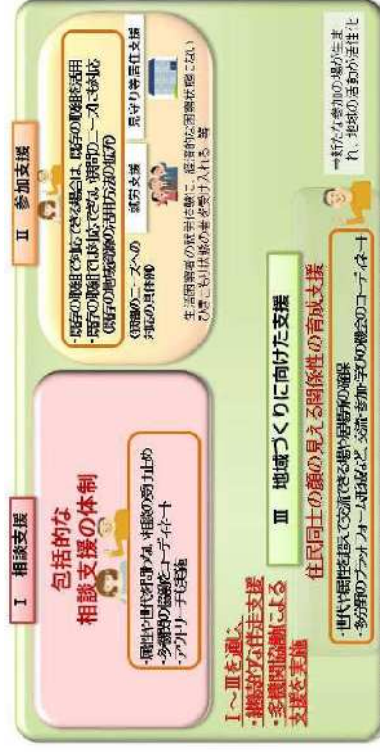 Ⅰ 相談支援
包括的な
相談支援の体制
・属性や世代を問わない相談の受け止め
・多機関の協働をコーディネート
・アウトリーチも実施
Ⅱ 参加支援
・既存の取組で対応できる場合は、既存の取組を活用
・既存の取組では対応できない狭間のニーズにも対応
(既存の地域資源の活用方法の拡充)
(狭間のニーズへの
対応の具体例)
就労支援
見守り等居住支援
生活困窮者の就労体験に、経済的な困窮状態にない
ひきこもり状態の者を受け入れる 等
Ⅰ~Ⅲを通じ、
・継続的な伴走支援
・多機関協働による
支援を実施
Ⅲ 地域づくりに向けた支援
住民同士の顔の見える関係性の育成支援
・世代や属性を超えて交流できる場や居場所の確保
・多分野のプラットフォーム形成など、交流・参加・学びの機会のコーディネート
⇒新たな参加の場が生ま
れ、地域の活動が活性化